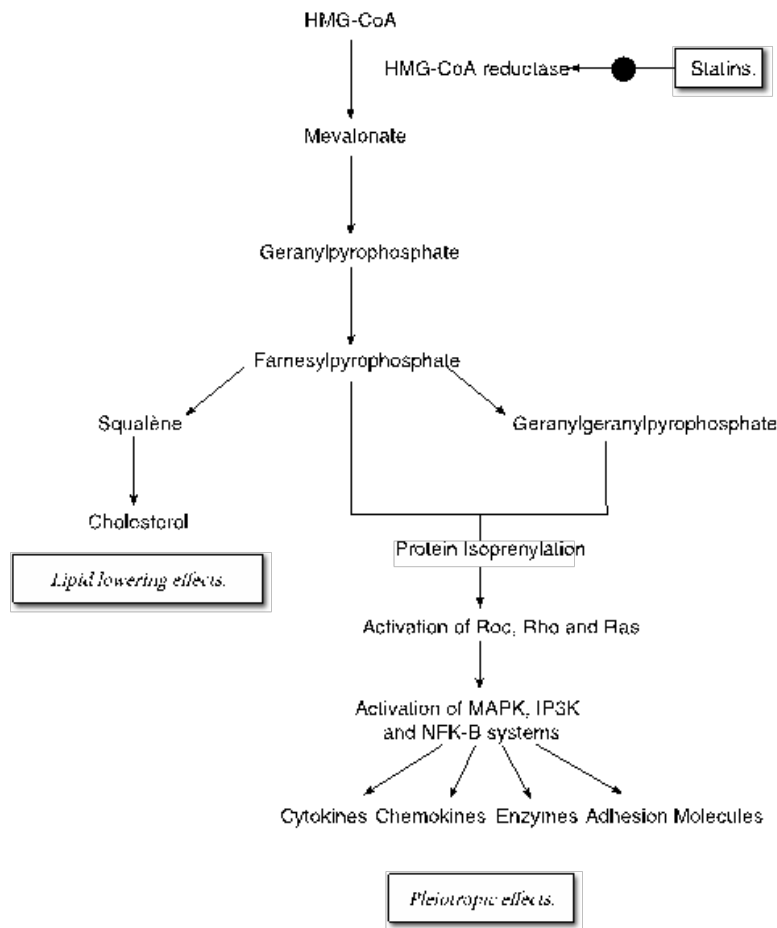 HMG-CoA
HMG-CoA reductase
Statins.
Mevalonate
Geranylpyrophosphate
Farnesylpyrophosphate
Squalène
Geranylgeranylpyrophosphate
Cholesterol
Protein Isoprenylation
Lipid lowering effects.
Activation of Roc, Rho and Ras
Activation of MAPK, IP3K
and NFK-B systems
Cytokines Chemokines Enzymes Adhesion Molecules
Pleiotropic effects.